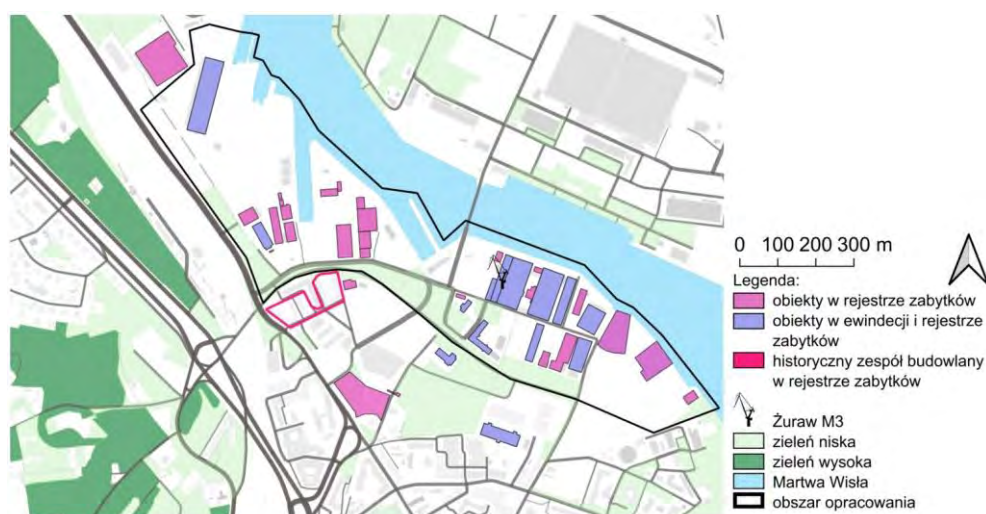 0 100 200 300 m
Legenda:
obiekty w rejestrze zabytków
obiekty w ewindecji i rejestrze
zabytków
historyczny zespół budowlany
w rejestrze zabytków
Żuraw M3
zieleń niska
zieleń wysoka
Martwa Wisła
obszar opracowania